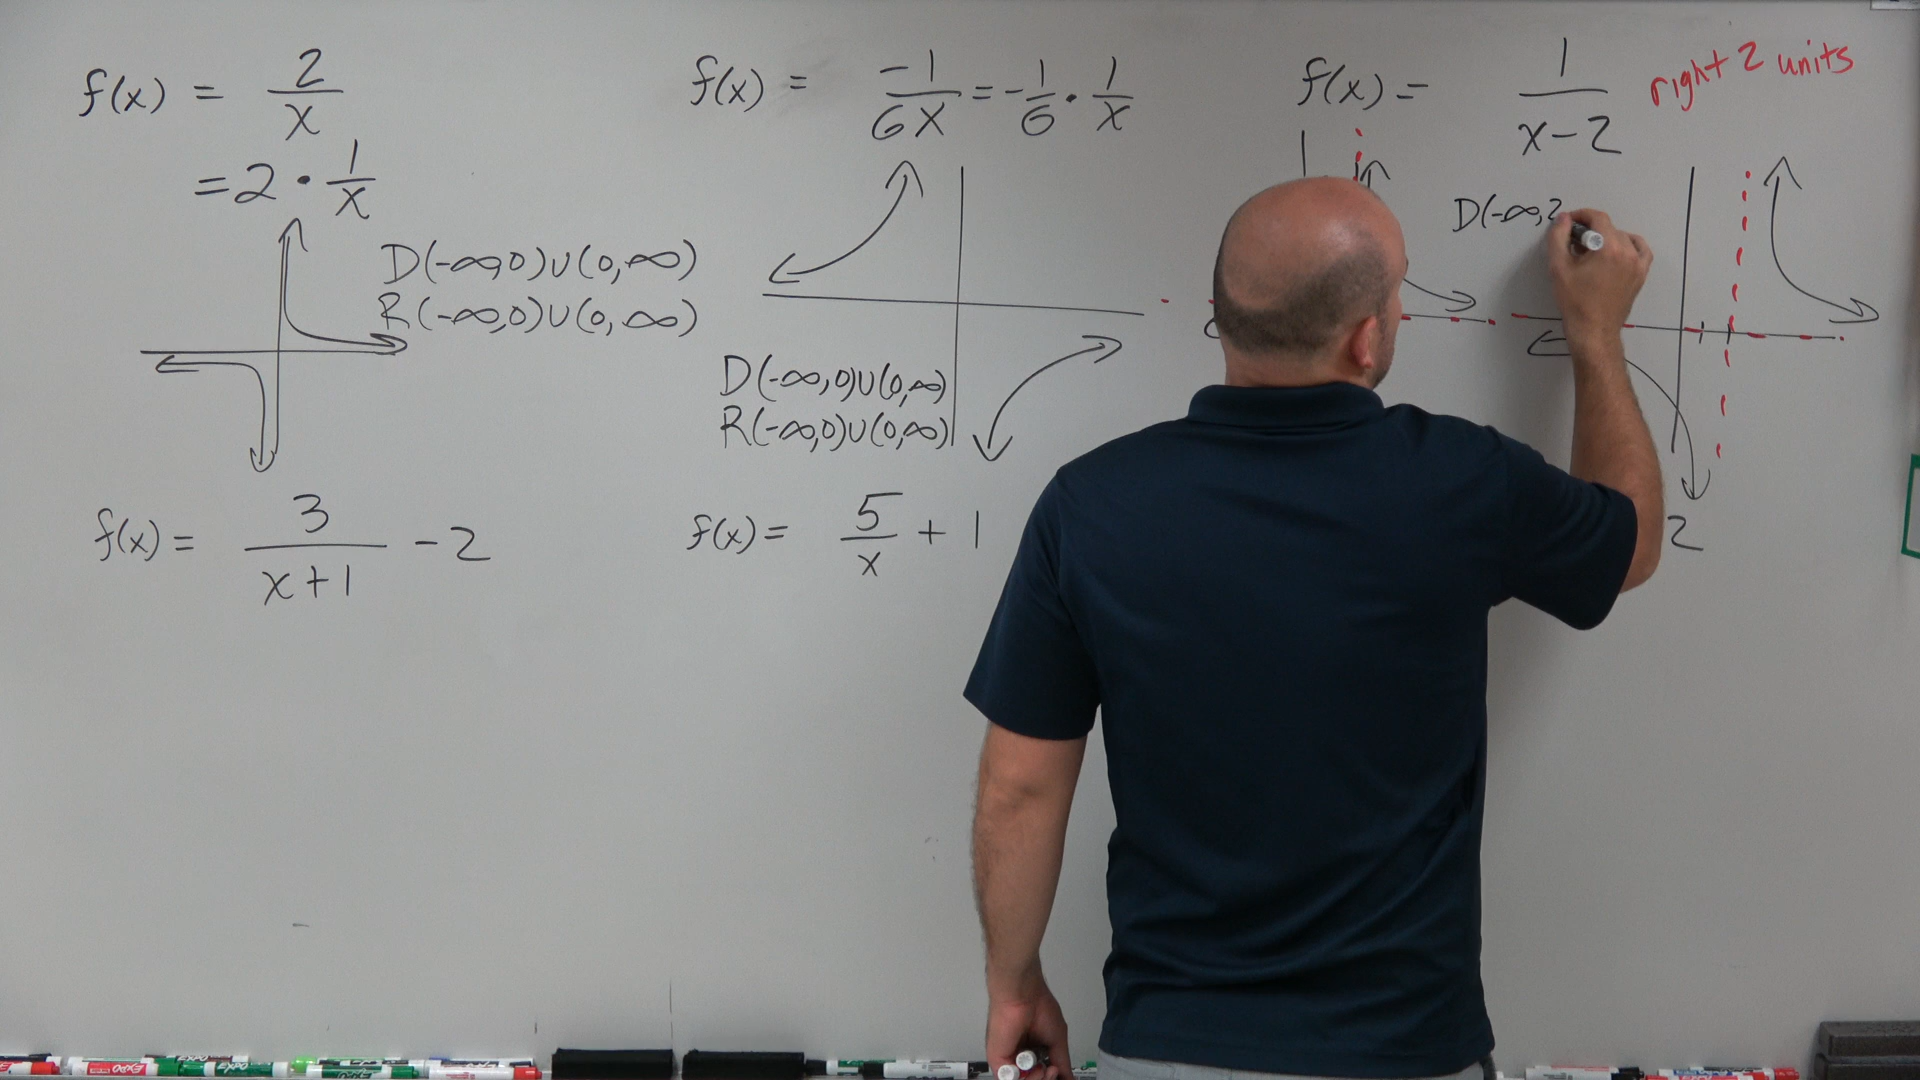 f(x) = 2/x
= 2 · 1/x
D(-∞,0)∪(0,∞)
R(-∞,0)∪(0,∞)
f(x) = -1/6x = -1/6 · 1/x
D(-∞,0)∪(0,∞)
R(-∞,0)∪(0,∞)
f(x) = 1/x-2
right 2 units
D(-∞,2
f(x) = 3/x+1 - 2
f(x) = 5/x + 1
2
EXPO